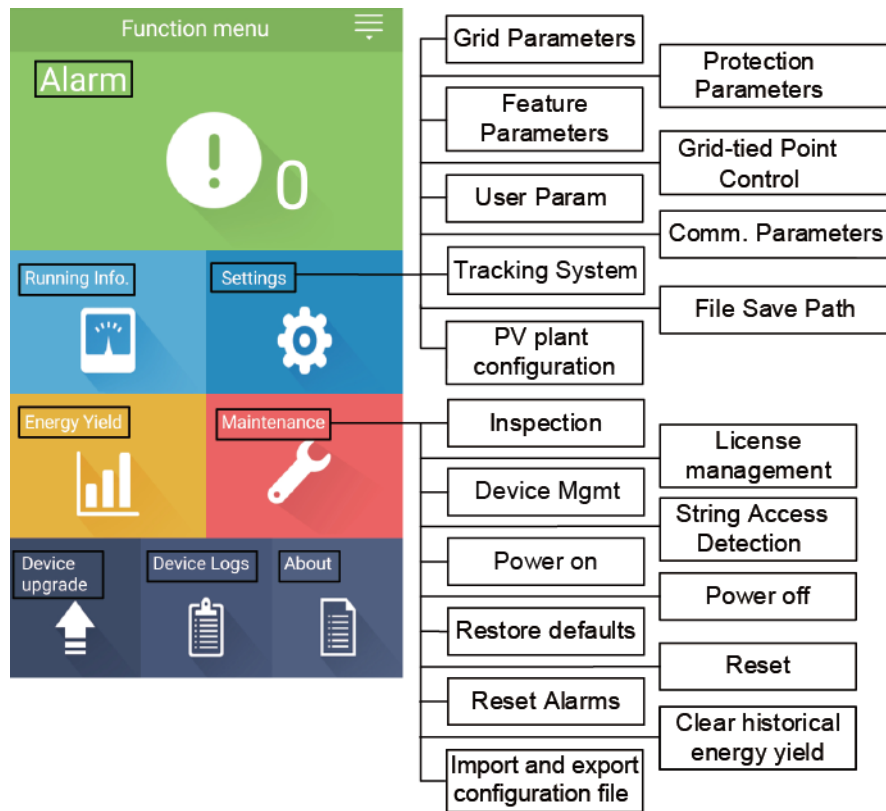 Function menu
Alarm
0
Running Info.
Settings
Energy Yield
Maintenance
Device
upgrade
Device Logs
About
Grid Parameters
Protection
Parameters
Feature
Parameters
Grid-tied Point
Control
User Param
Comm. Parameters
Tracking System
File Save Path
PV plant
configuration
Inspection
License
management
Device Mgmt
String Access
Detection
Power on
Power off
Restore defaults
Reset
Reset Alarms
Clear historical
energy yield
Import and export
configuration file